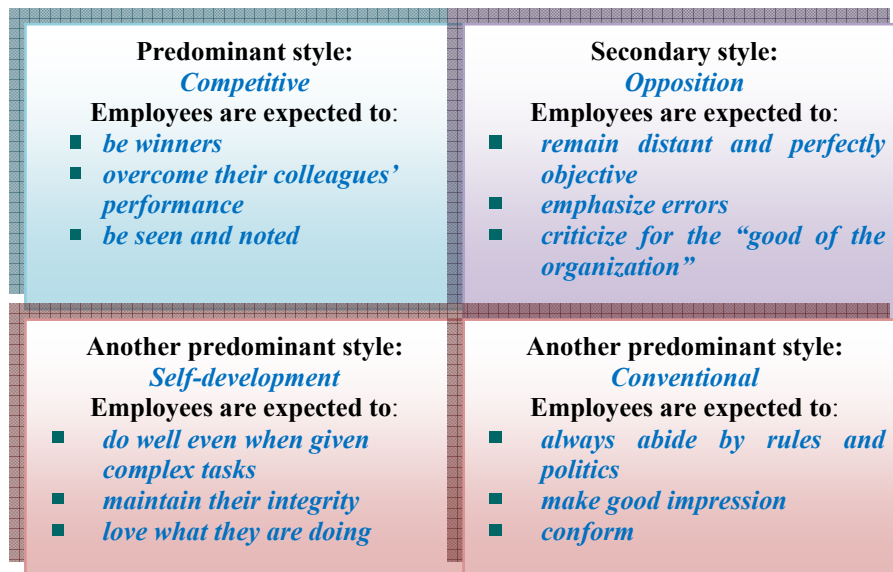 Predominant style:
Competitive
Employees are expected to:
be winners
overcome their colleagues’
performance
be seen and noted
Secondary style:
Opposition
Employees are expected to:
remain distant and perfectly
objective
emphasize errors
criticize for the “good of the
organization”
Another predominant style:
Self-development
Employees are expected to:
do well even when given
complex tasks
maintain their integrity
love what they are doing
Another predominant style:
Conventional
Employees are expected to:
always abide by rules and
politics
make good impression
conform